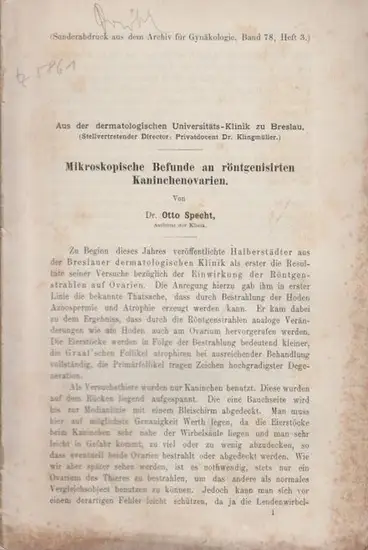 (Sonderabdruck aus dem Archiv für Gynäkologie. Band 78, Heft 3.)
Aus der dermatologischen Universitäts-Klinik zu Breslau.
(Stellvertretender Director: Privatdocent Dr. Klingmüller.)
Mikroskopische Befunde an röntgenisirten
Kaninchenovarien.
Von
Dr. Otto Specht,
Assistent der Klinik.
Zu Beginn dieses Jahres veröffentlichte Halberstädter aus
der Breslauer dermatologischen Klinik als erster die Resul-
tate seiner Versuche bezüglich der Einwirkung der Röntgen-
strahlen auf Ovarien. Die Anregung hierzu gab ihm in erster
Linie die bekannte Thatsache, dass durch Bestrahlung der Hoden
Azospermie und Atrophie erzeugt werden kann. Er kam dabei
zu dem Ergebniss, dass durch die Röntgenstrahlen analoge Verän-
derungen wie am Hoden auch am Ovarium hervorgerufen werden.
Die Eierstöcke werden in Folge der Bestrahlung bedeutend kleiner,
die Graaf'schen Follikel atrophiren bei ausreichender Behandlung
vollständig, die Primärfollikel tragen Zeichen hochgradigster Dege-
neration.
Als Versuchsthiere wurden nur Kaninchen benutzt. Diese wurden
auf dem Rücken liegend aufgespannt. Die eine Bauchseite wird
bis zur Medianlinie mit einem Bleischirm abgedeckt. Man muss
hier auf möglichste Genauigkeit Werth legen, da die Eierstöcke
beim Kaninchen sehr nahe der Wirbelsäule liegen und man sehr
leicht in Gefahr kommt, zu viel oder zu wenig abzudecken, so
dass eventuell beide Ovarien bestrahlt oder abgedeckt werden. Wie
wir aber später sehen werden, ist es nothwendig, stets nur ein
Ovarium des Thieres zu bestrahlen, um das andere als normales
Vergleichsobject benutzen zu können. Jedoch kann man sich vor
einem derartigen Fehler leicht schützen, da ja die Lendenwirbel-
1